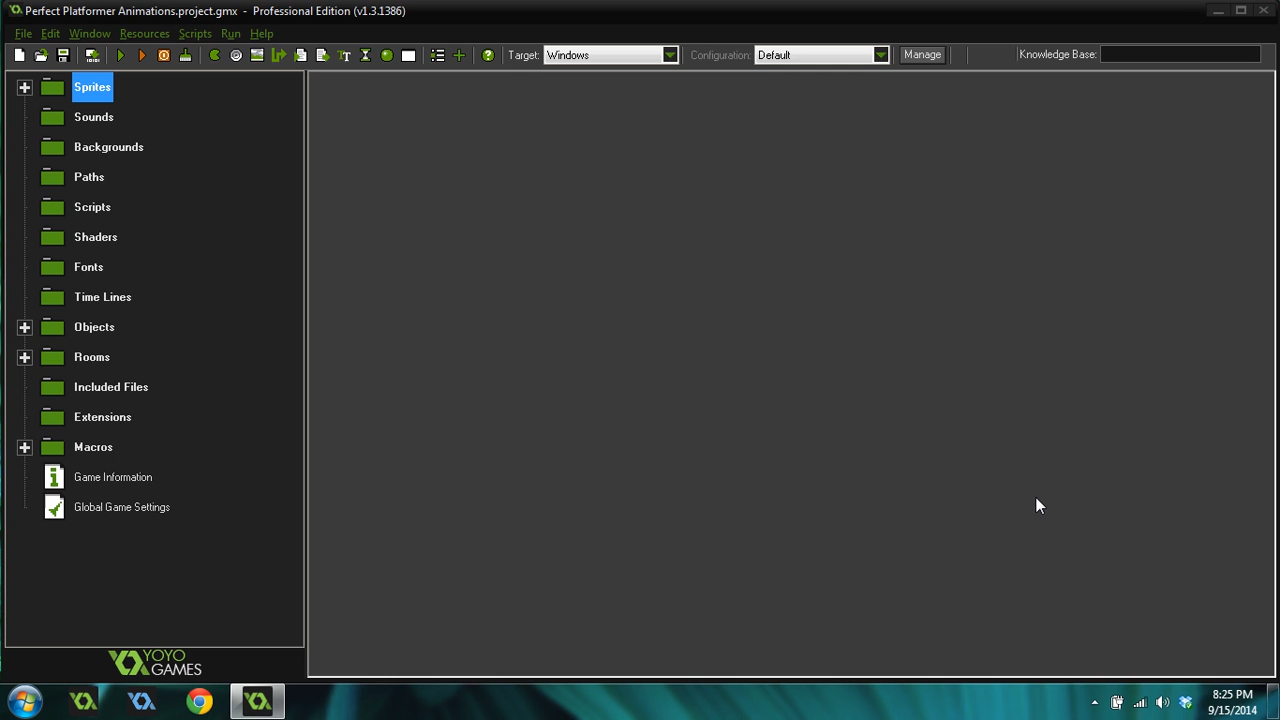 Perfect Platformer Animations.project.gmx - Professional Edition (v1.3.1386)
File Edit Window Resources Scripts Run Help
Target: Windows Configuration: Default Manage Knowledge Base:
Sprites
Sounds
Backgrounds
Paths
Scripts
Shaders
Fonts
Time Lines
Objects
Rooms
Included Files
Extensions
Macros
Game Information
Global Game Settings
YOYO
GAMES
8:25 PM
9/15/2014